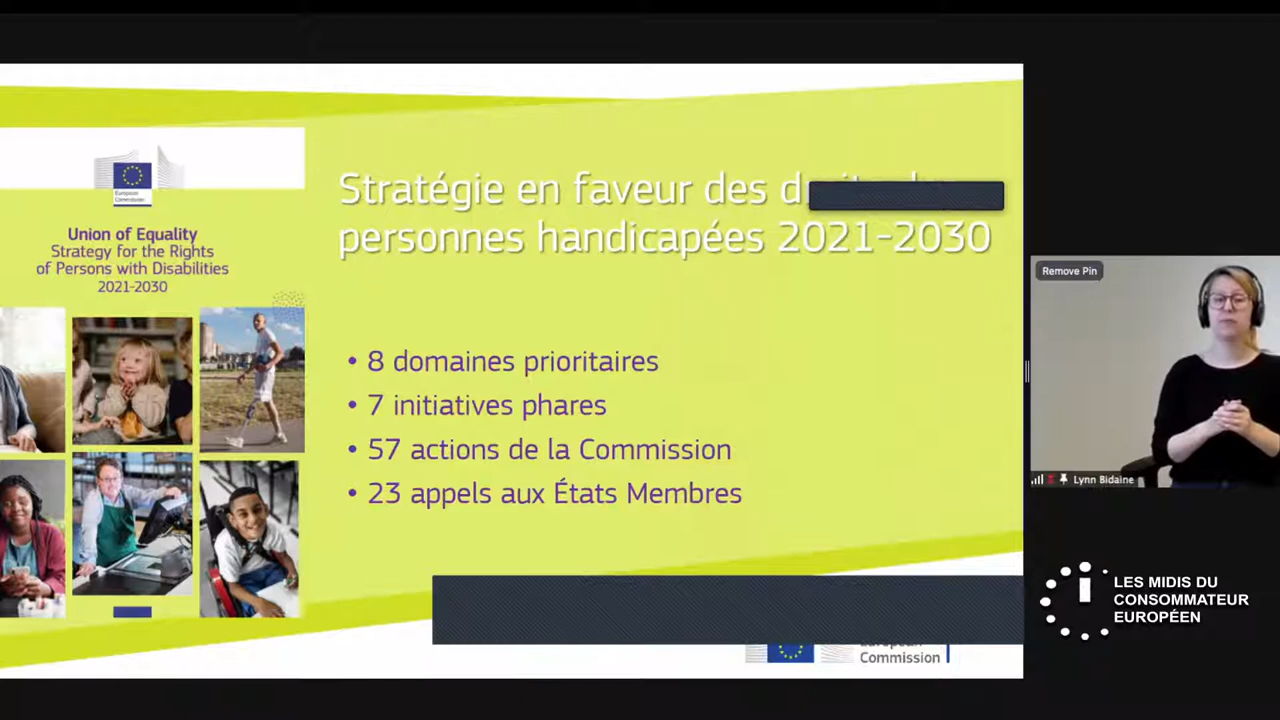 European
Commission
Union of Equality
Strategy for the Rights
of Persons with Disabilities
2021-2030
Stratégie en faveur des
personnes handicapées 2021-2030
• 8 domaines prioritaires
• 7 initiatives phares
• 57 actions de la Commission
• 23 appels aux États Membres
Commission
Remove Pin
Lynn Bidaine
LES MIDIS DU
CONSOMMATEUR
EUROPÉEN